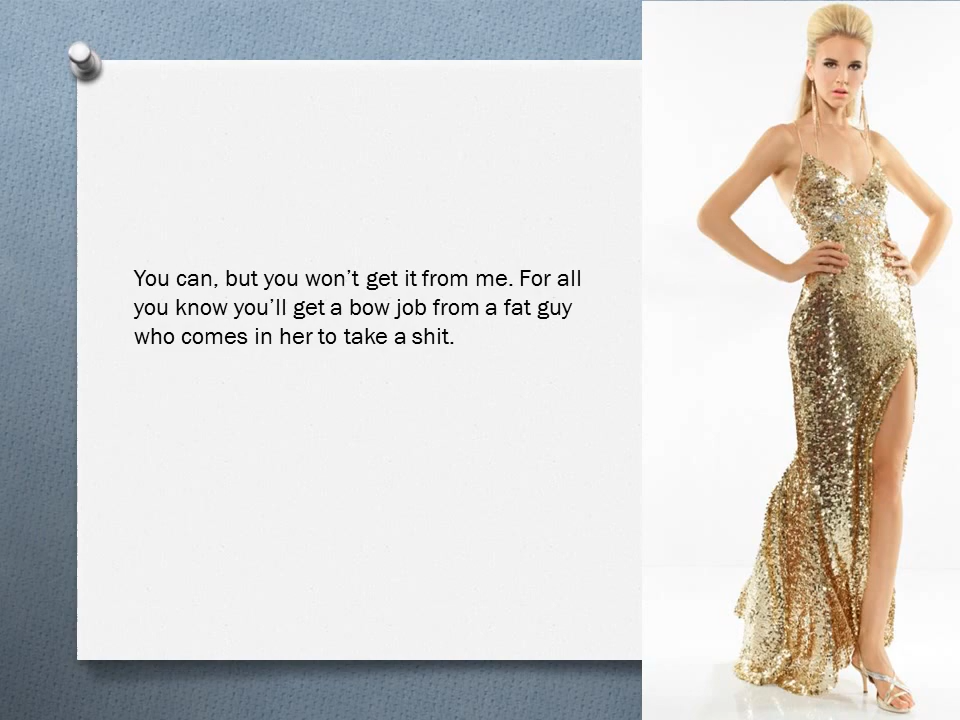 You can, but you won't get it from me. For all
you know you'll get a bow job from a fat guy
who comes in her to take a shit.